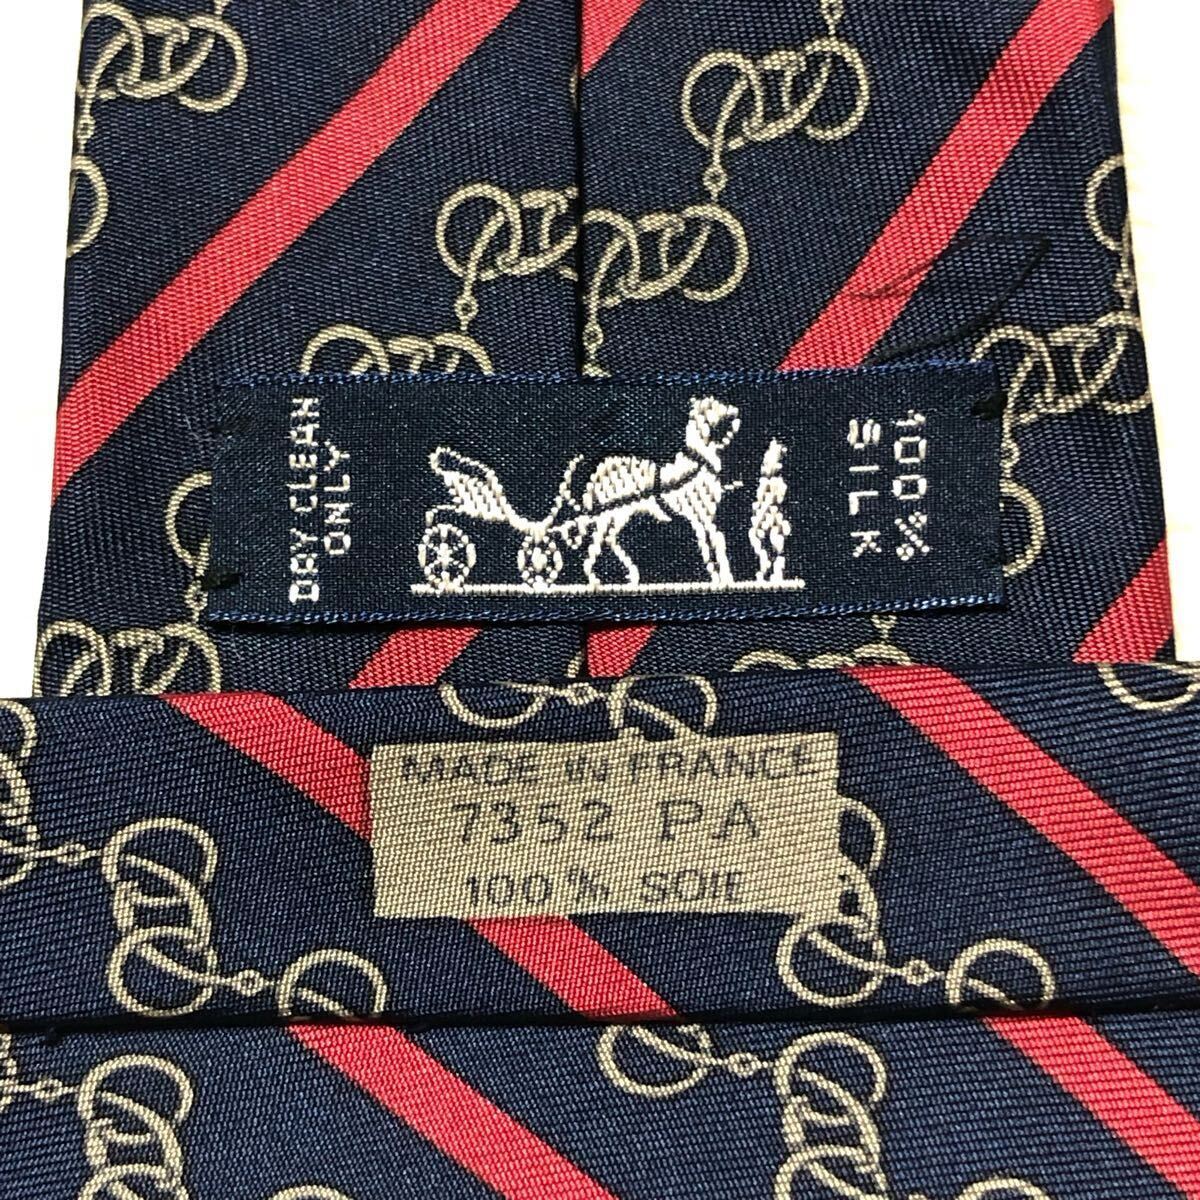 DRY CLEAN
ONLY
100%
SILK
MADE IN FRANCE
7352 PA
100% SOIE